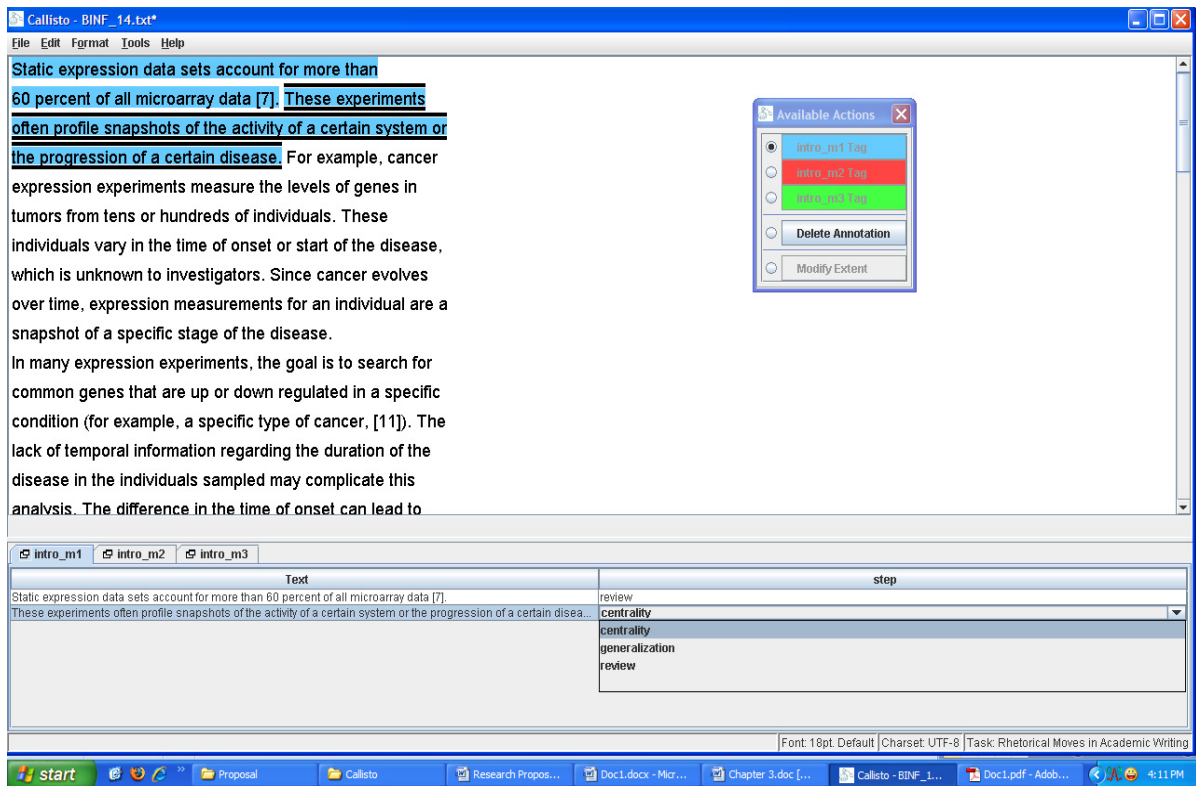 Callisto - BINF_14.txt*
File Edit Format Tools Help
Static expression data sets account for more than
60 percent of all microarray data [7]. These experiments
often profile snapshots of the activity of a certain system or
the progression of a certain disease. For example, cancer
expression experiments measure the levels of genes in
tumors from tens or hundreds of individuals. These
individuals vary in the time of onset or start of the disease,
which is unknown to investigators. Since cancer evolves
over time, expression measurements for an individual are a
snapshot of a specific stage of the disease.
In many expression experiments, the goal is to search for
common genes that are up or down regulated in a specific
condition (for example, a specific type of cancer, [11]). The
lack of temporal information regarding the duration of the
disease in the individuals sampled may complicate this
analysis. The difference in the time of onset can lead to
Available Actions
intro_m1 Tag
intro_m2 Tag
intro_m3 Tag
Delete Annotation
Modify Extent
intro_m1 intro_m2 intro_m3
Text step
Static expression data sets account for more than 60 percent of all microarray data [7]. review
These experiments often profile snapshots of the activity of a certain system or the progression of a certain disea... centrality
centrality
generalization
review
Font: 18pt. Default Charset: UTF-8 Task: Rhetorical Moves in Academic Writing
start Proposal Callisto Research Propos... Doc1.docx - Micr... Chapter 3.doc [... Callisto - BINF_1... Doc1.pdf - Adob... 4:11 PM